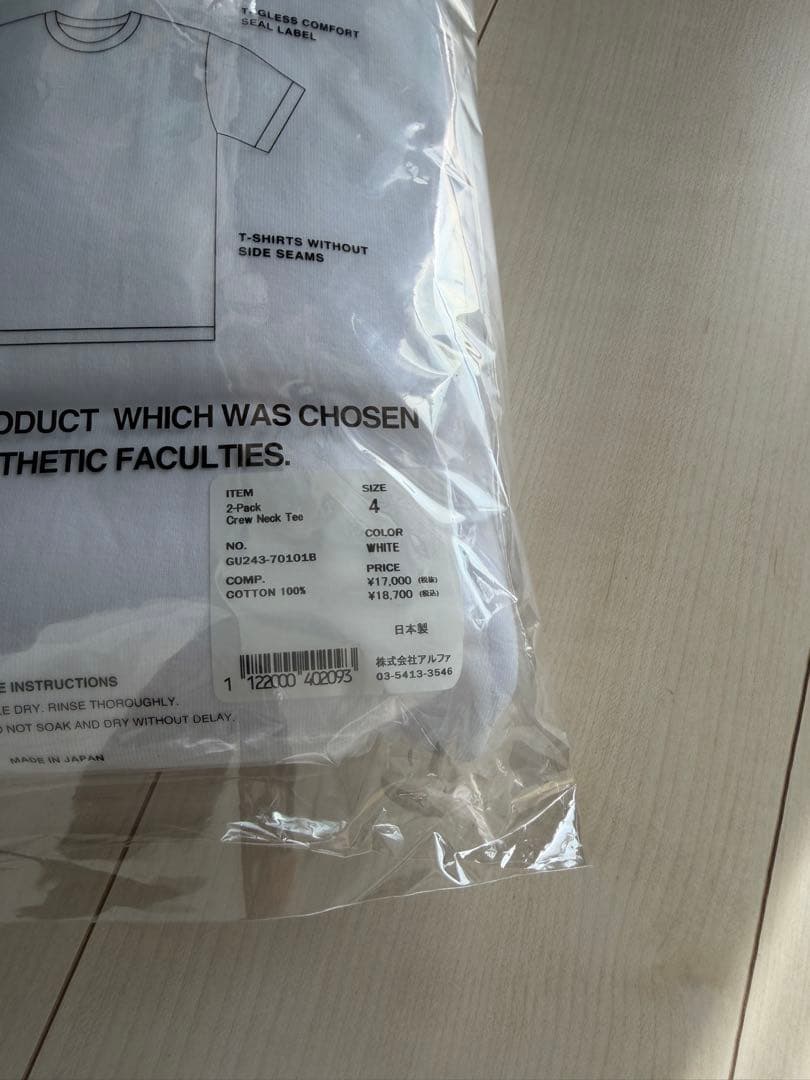 SEAL LABEL
GLESS COMFORT
T-SHIRTS WITHOUT
SIDE SEAMS
ODUCT WHICH WAS CHOSEN
THETIC FACULTIES.
ITEM
2-Pack
Crew Neck Tee
NO.
GU243-70101B
COMP.
COTTON 100%
SIZE
4
COLOR
WHITE
PRICE
¥17,000 (税抜)
¥18,700 (税込)
日本製
株式会社アルファ
03-5413-3546
1 122000 402093
E INSTRUCTIONS
LE DRY. RINSE THOROUGHLY.
NOT SOAK AND DRY WITHOUT DELAY.
MADE IN JAPAN